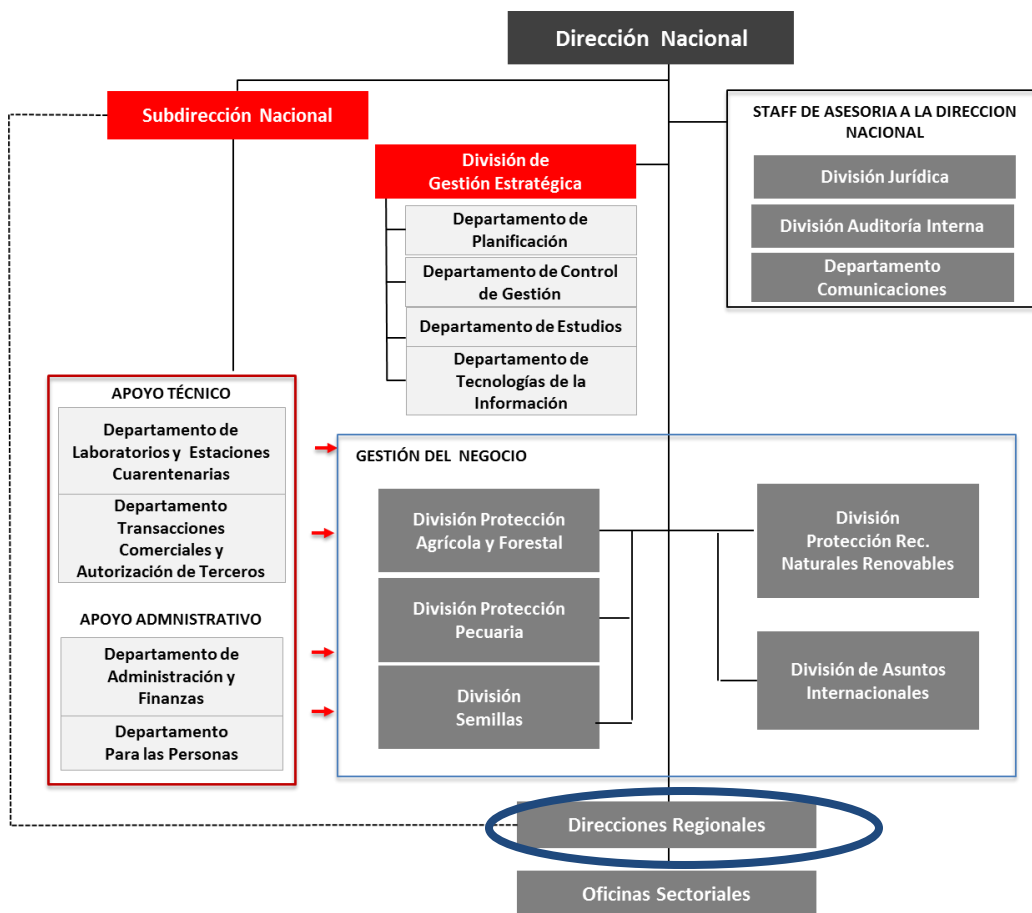 Dirección Nacional
Subdirección Nacional
STAFF DE ASESORIA A LA DIRECCION
NACIONAL
División Jurídica
División Auditoría Interna
Departamento
Comunicaciones
División de
Gestión Estratégica
Departamento de
Planificación
Departamento de Control
de Gestión
Departamento de Estudios
Departamento de
Tecnologías de la
Información
APOYO TÉCNICO
Departamento de
Laboratorios y Estaciones
Cuarentenarias
Departamento
Transacciones
Comerciales y
Autorización de Terceros
APOYO ADMNISTRATIVO
Departamento de
Administración y
Finanzas
Departamento
Para las Personas
GESTIÓN DEL NEGOCIO
División Protección
Agrícola y Forestal
División Protección
Pecuaria
División
Semillas
División
Protección Rec.
Naturales Renovables
División de Asuntos
Internacionales
Direcciones Regionales
Oficinas Sectoriales